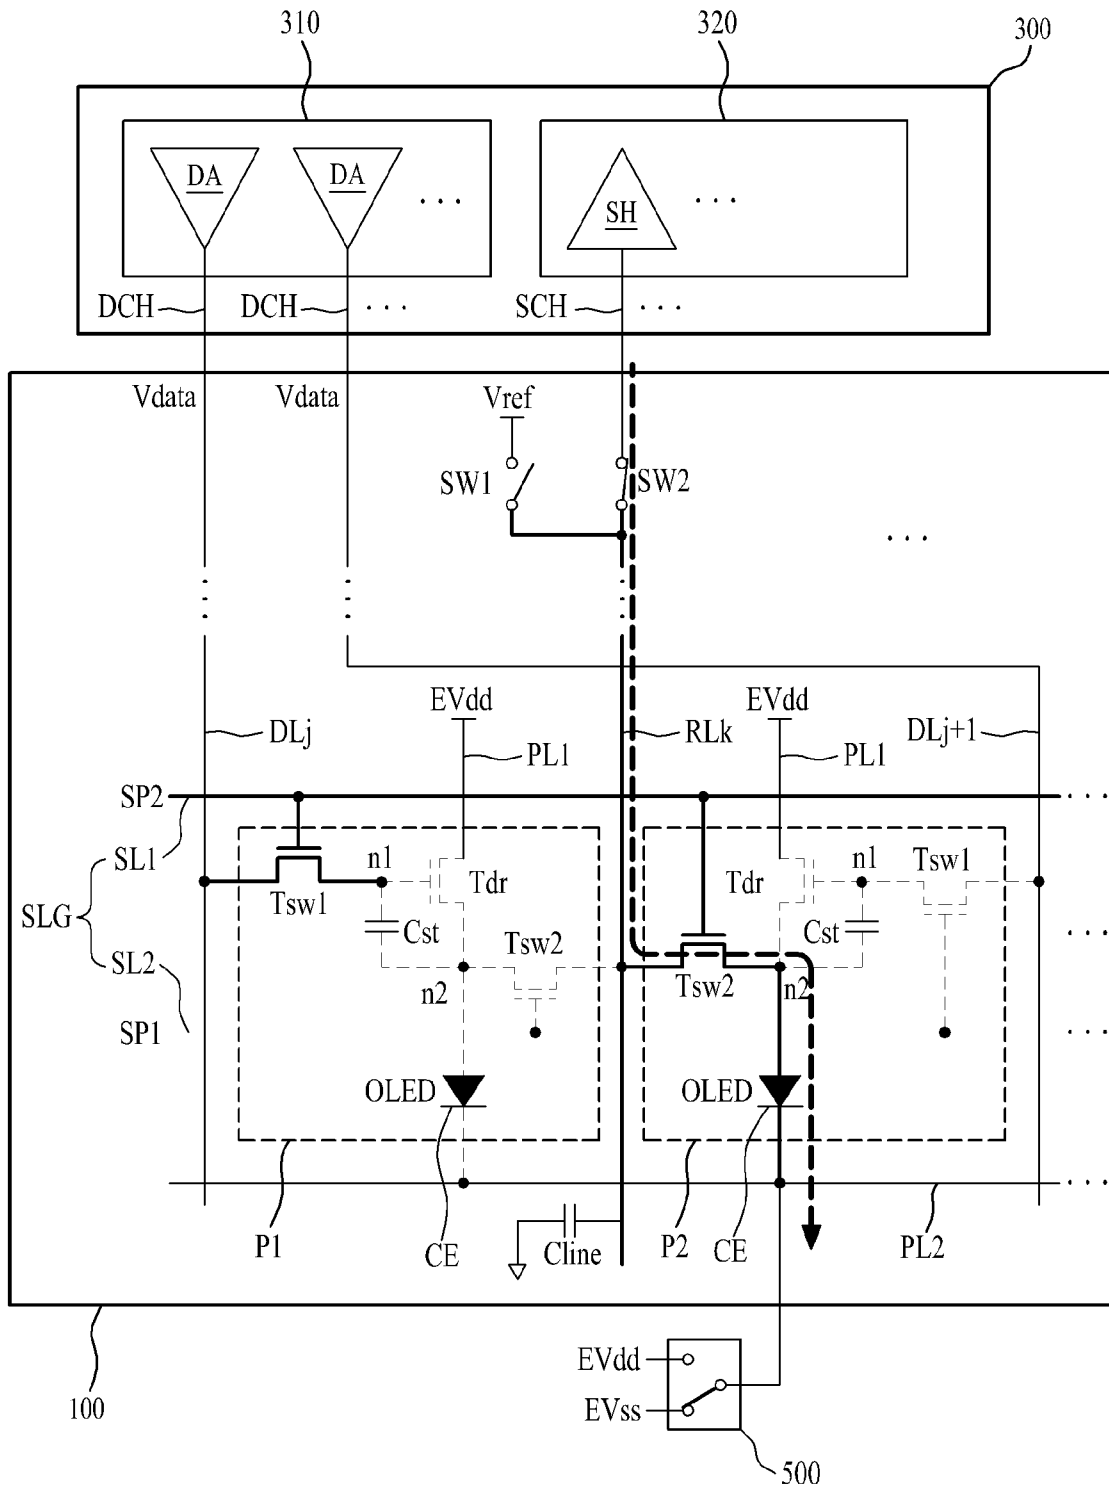 310
320
300
DA
DA
. . .
SH
. . .
DCH
DCH
. . .
SCH
. . .
Vdata
Vdata
Vref
SW1
SW2
. . .
EVdd
EVdd
DLj
PL1
RLk
PL1
DLj+1
SP2
. . .
SL1
n1
Tdr
Tdr
n1
Tsw1
Tsw1
SLG
Cst
Tsw2
Cst
. . .
SL2
n2
Tsw2
n2
SP1
. . .
OLED
OLED
. . .
P1
CE
Cline
P2
CE
PL2
EVdd
100
EVss
500